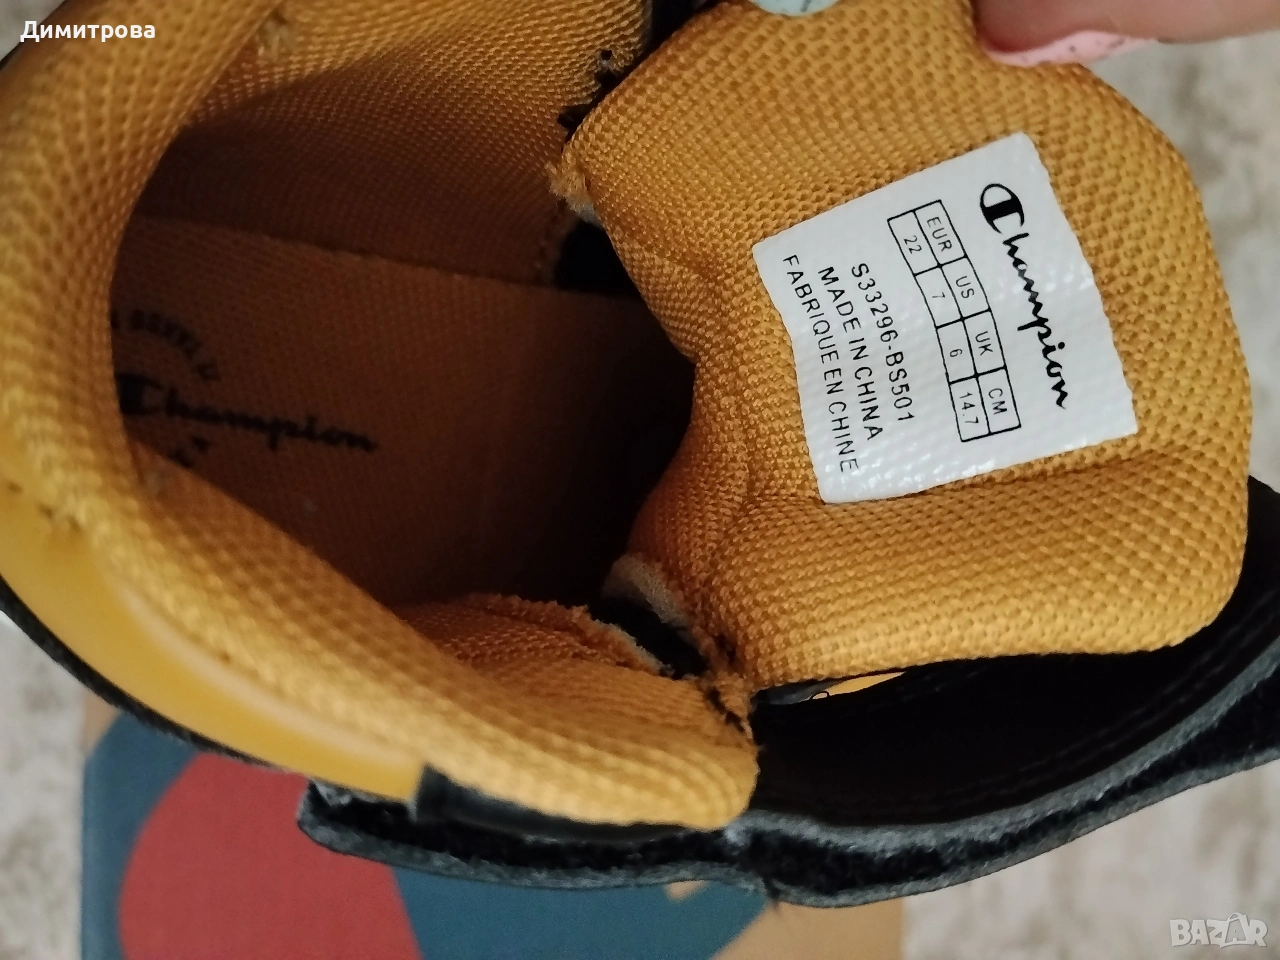 Димитрова
Champion
EUR US UK CM
22 7 6 14.7
S33296-BS501
MADE IN CHINA
FABRIQUE EN CHINE
Champion
BAZAR